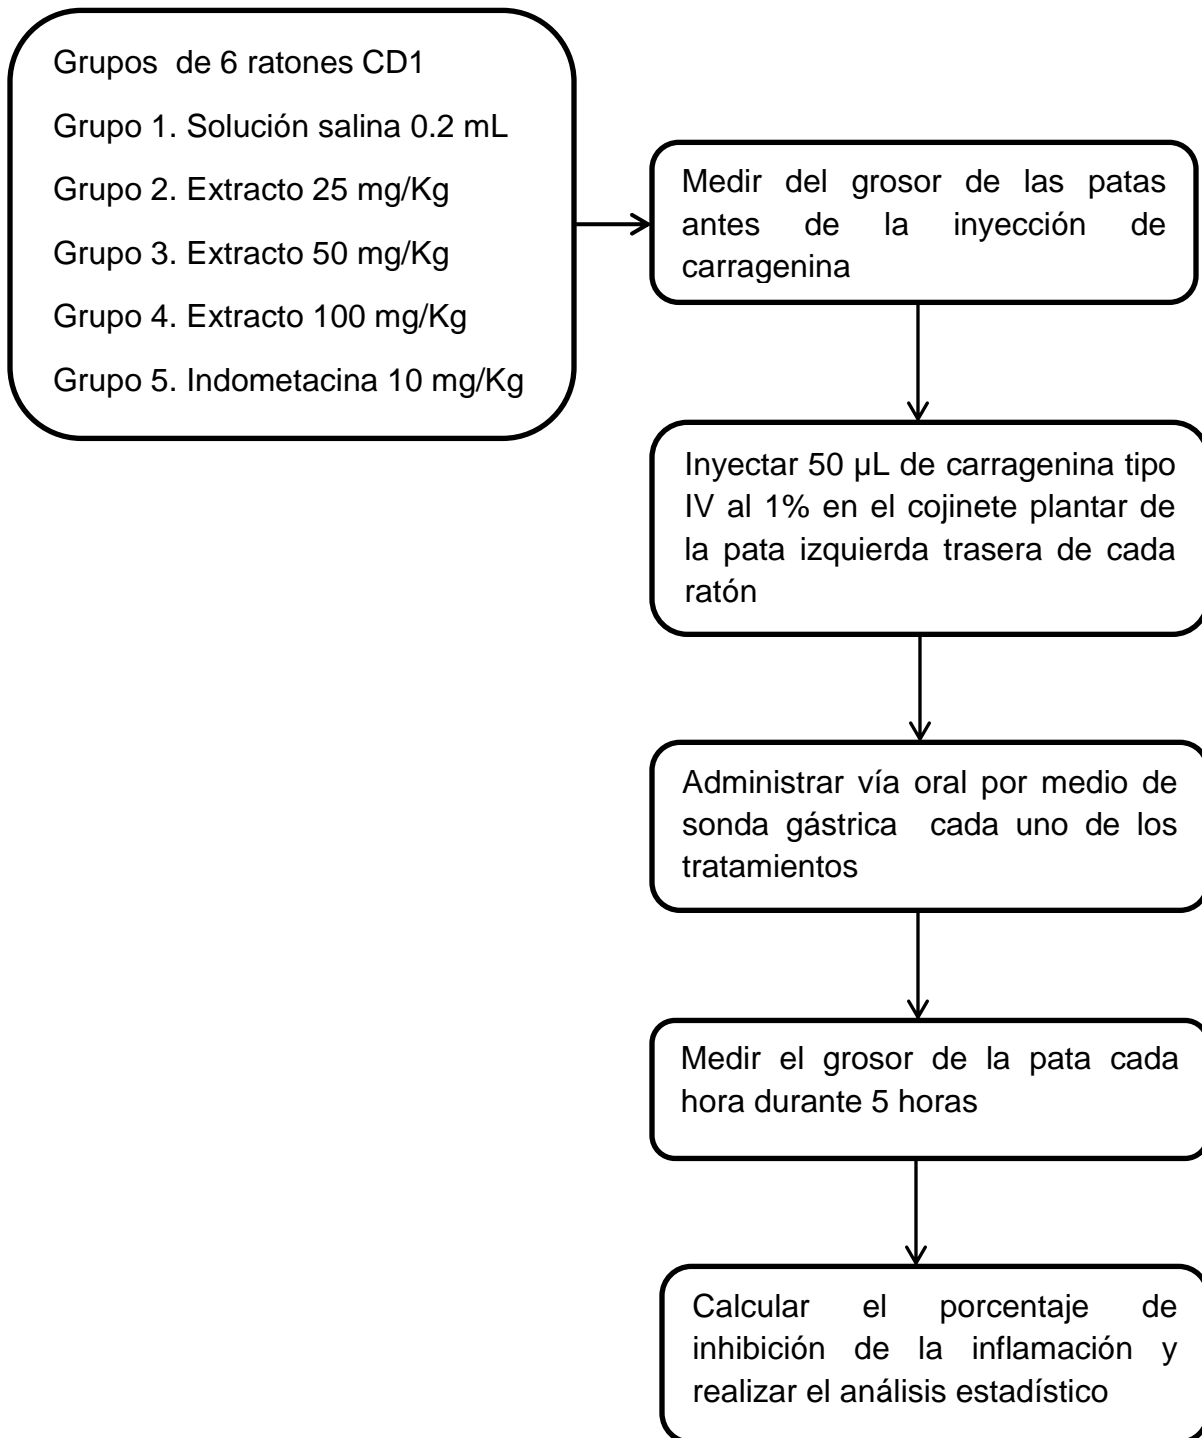 Grupos de 6 ratones CD1
Grupo 1. Solución salina 0.2 mL
Grupo 2. Extracto 25 mg/Kg
Grupo 3. Extracto 50 mg/Kg
Grupo 4. Extracto 100 mg/Kg
Grupo 5. Indometacina 10 mg/Kg
Medir del grosor de las patas
antes de la inyección de
carragenina
Inyectar 50 µL de carragenina tipo
IV al 1% en el cojinete plantar de
la pata izquierda trasera de cada
ratón
Administrar vía oral por medio de
sonda gástrica cada uno de los
tratamientos
Medir el grosor de la pata cada
hora durante 5 horas
Calcular el porcentaje de
inhibición de la inflamación y
realizar el análisis estadístico